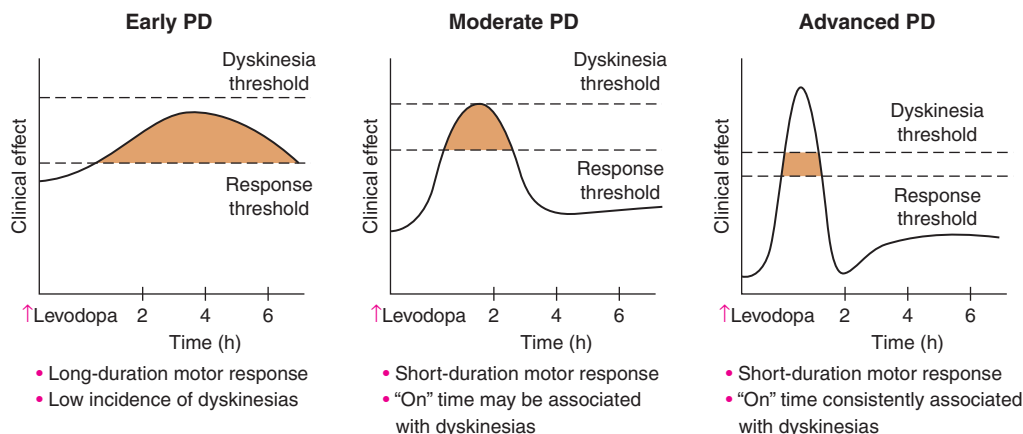 Early PD
Dyskinesia
threshold
Response
threshold
Clinical effect
↑Levodopa 2 4 6
Time (h)
• Long-duration motor response
• Low incidence of dyskinesias
Moderate PD
Dyskinesia
threshold
Response
threshold
Clinical effect
↑Levodopa 2 4 6
Time (h)
• Short-duration motor response
• “On” time may be associated
with dyskinesias
Advanced PD
Dyskinesia
threshold
Response
threshold
Clinical effect
↑Levodopa 2 4 6
Time (h)
• Short-duration motor response
• “On” time consistently associated
with dyskinesias